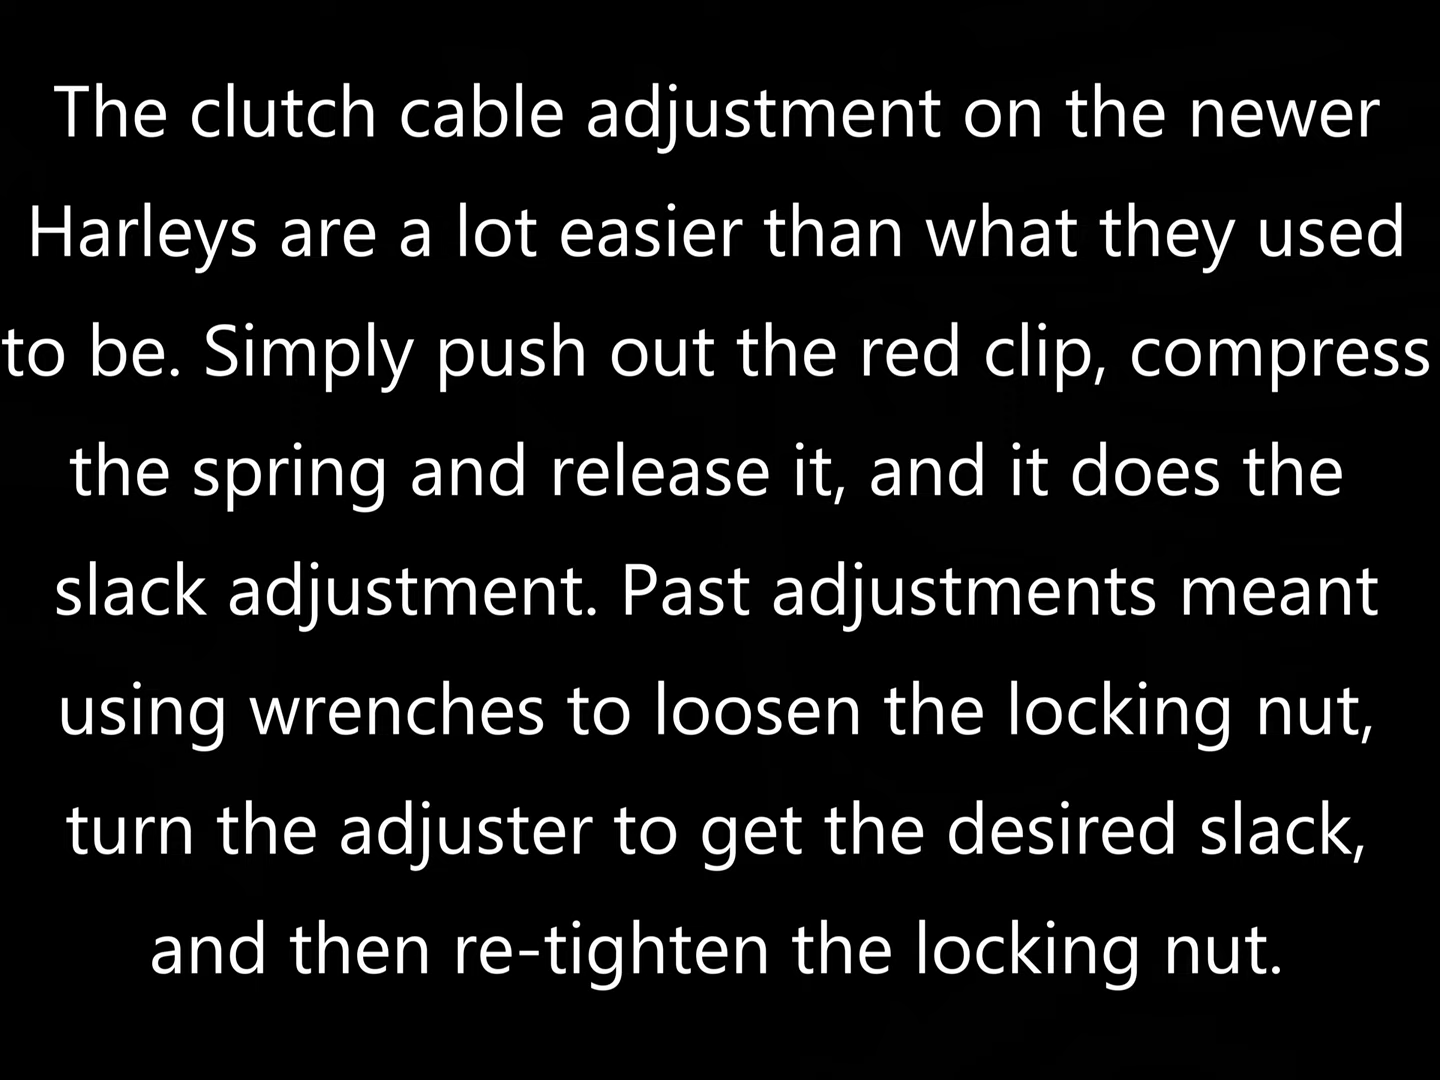 The clutch cable adjustment on the newer
Harleys are a lot easier than what they used
to be. Simply push out the red clip, compress
the spring and release it, and it does the
slack adjustment. Past adjustments meant
using wrenches to loosen the locking nut,
turn the adjuster to get the desired slack,
and then re-tighten the locking nut.